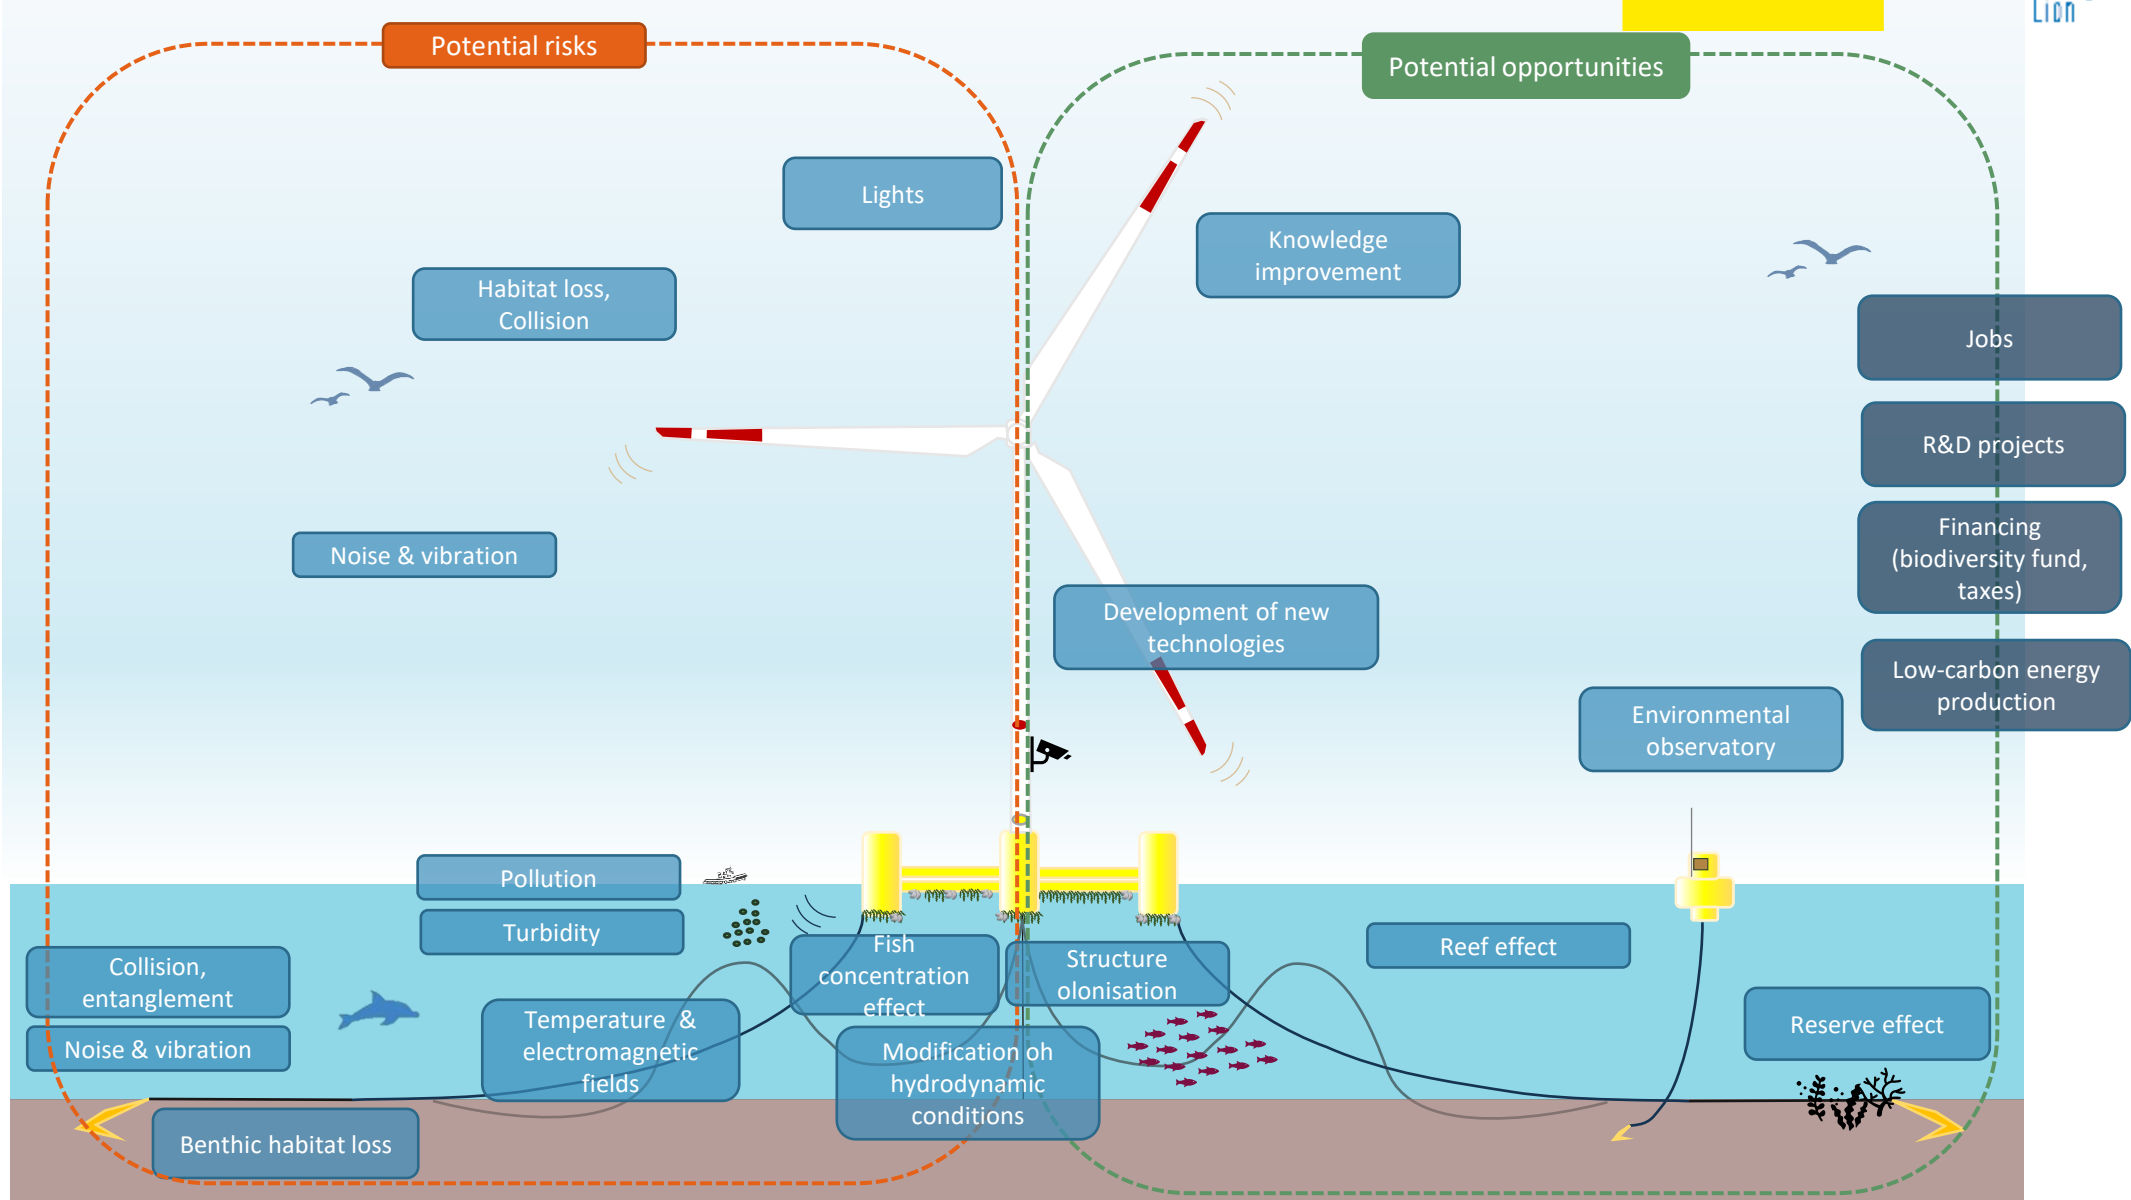 Lion
Potential risks
Potential opportunities
Lights
Knowledge
improvement
Habitat loss,
Collision
Jobs
R&D projects
Noise & vibration
Financing
(biodiversity fund,
taxes)
Development of new
technologies
Low-carbon energy
production
Environmental
observatory
Pollution
Turbidity
Collision,
entanglement
Noise & vibration
Fish
concentration
effect
Structure
olonisation
Reef effect
Reserve effect
Temperature &
electromagnetic
fields
Modification oh
hydrodynamic
conditions
Benthic habitat loss